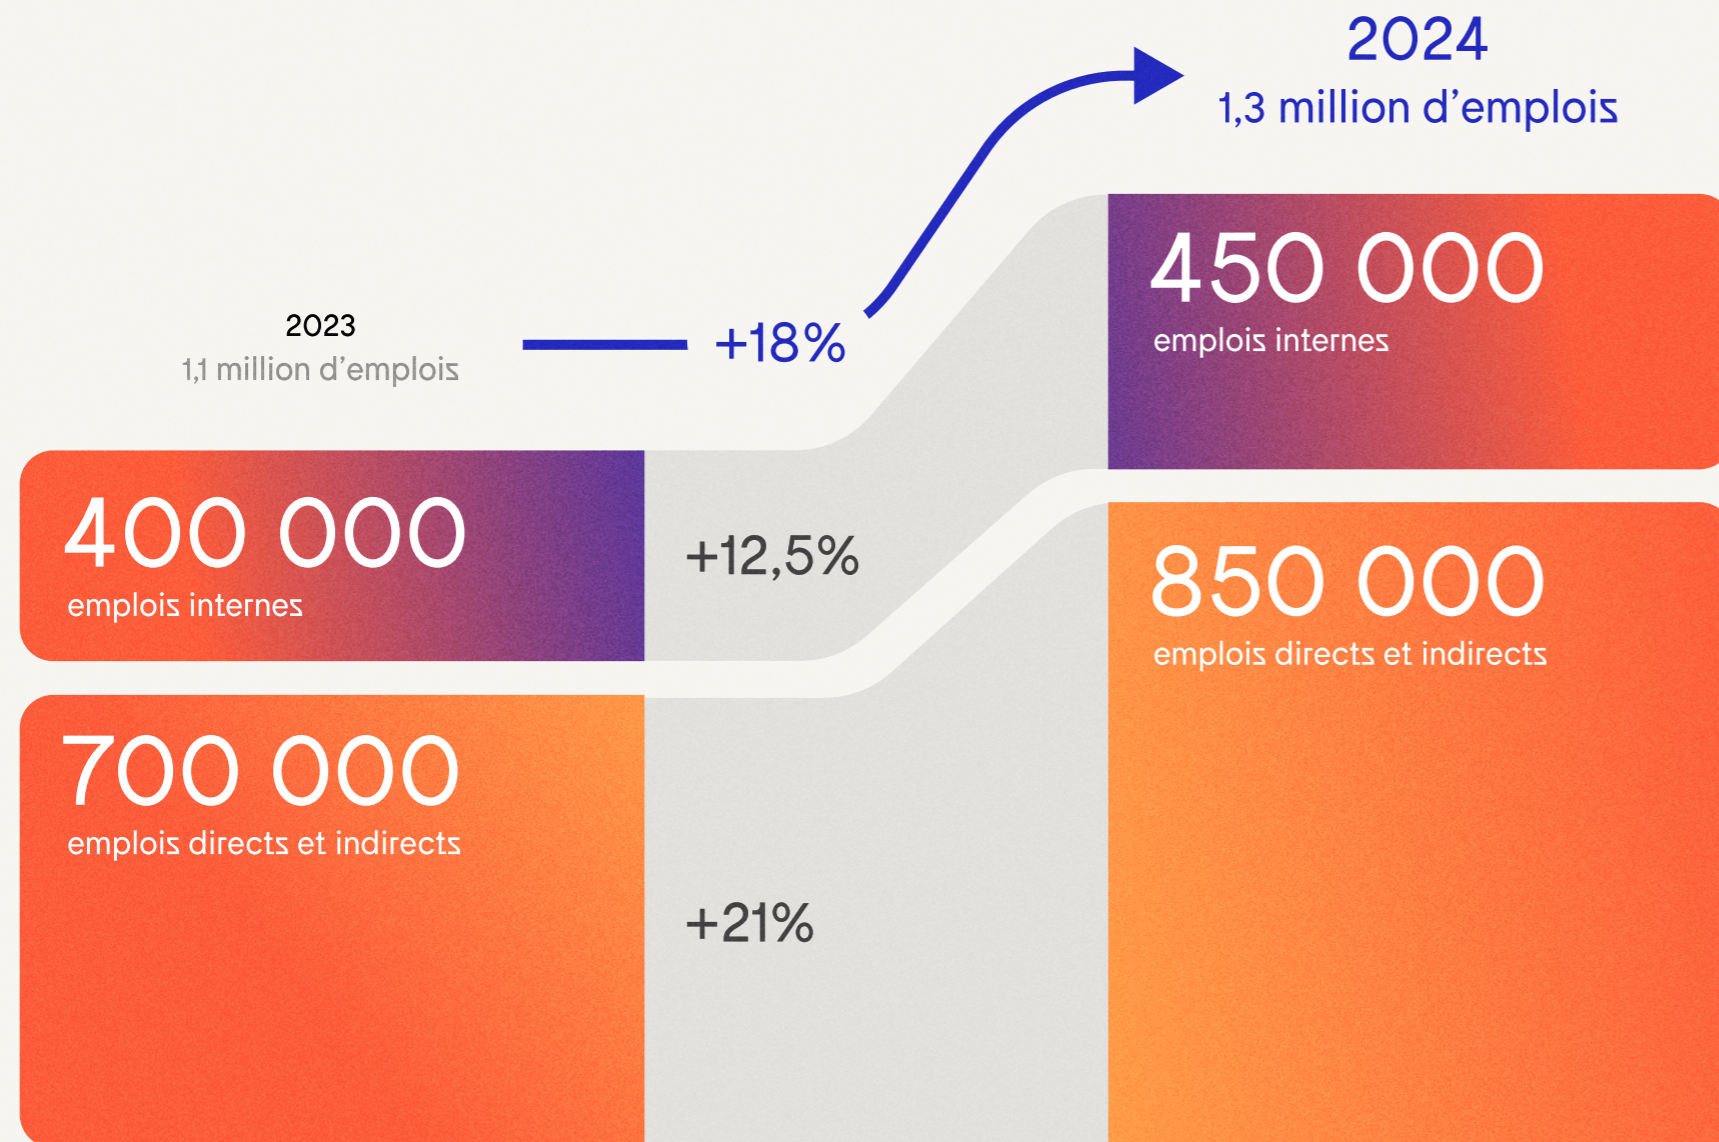 2024
1,3 million d’emplois
2023
1,1 million d’emplois
+18%
450 000
emplois internes
400 000
emplois internes
+12,5%
850 000
emplois directs et indirects
700 000
emplois directs et indirects
+21%